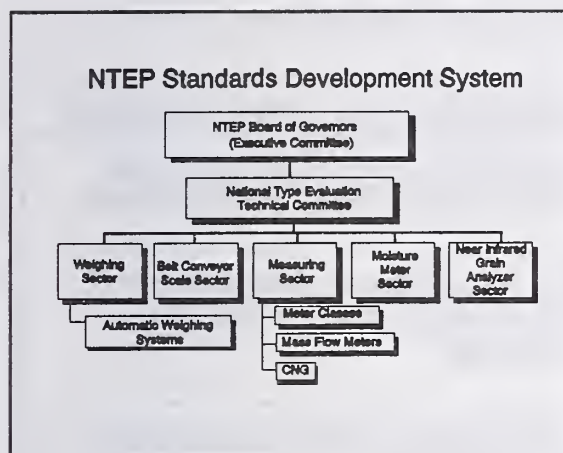 NTEP Standards Development System
NTEP Board of Governors
(Executive Committee)
National Type Evaluation
Technical Committee
Weighing
Sector
Belt Conveyor
Scale Sector
Measuring
Sector
Moisture
Meter
Sector
Near Infrared
Grain
Analyzer
Sector
Automatic Weighing
Systems
Meter Classes
Mass Flow Meters
CNG